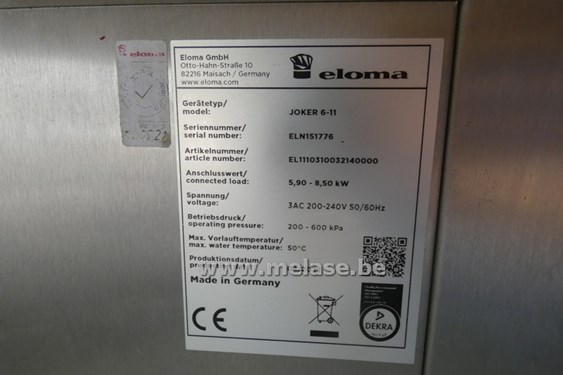 eloma
Eloma GmbH
Otto-Hahn-Straße 10
82216 Maisach / Germany
www.eloma.com
eloma
Gerätetyp/
model: JOKER 6-11
Seriennummer/
serial number: ELN151776
Artikelnummer/
article number: EL1110310032140000
Anschlusswert/
connected load: 5,90 - 8,50 kW
Spannung/
voltage: 3AC 200-240V 50/60Hz
Betriebsdruck/
operating pressure: 200 - 600 kPa
Max. Vorlauftemperatur/
max. water temperature: 50°C
Produktionsdatum/
www.melase.be
Made in Germany
CE
DEKRA